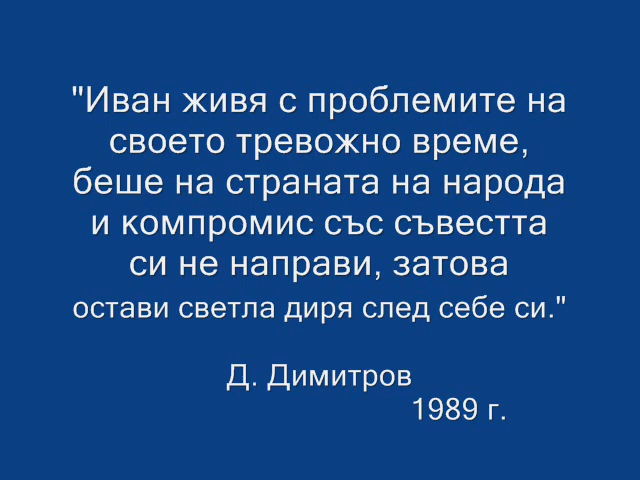 "Иван живя с проблемите на
своето тревожно време,
беше на страната на народа
и компромис със съвестта
си не направи, затова
остави светла диря след себе си."
Д. Димитров
1989 г.